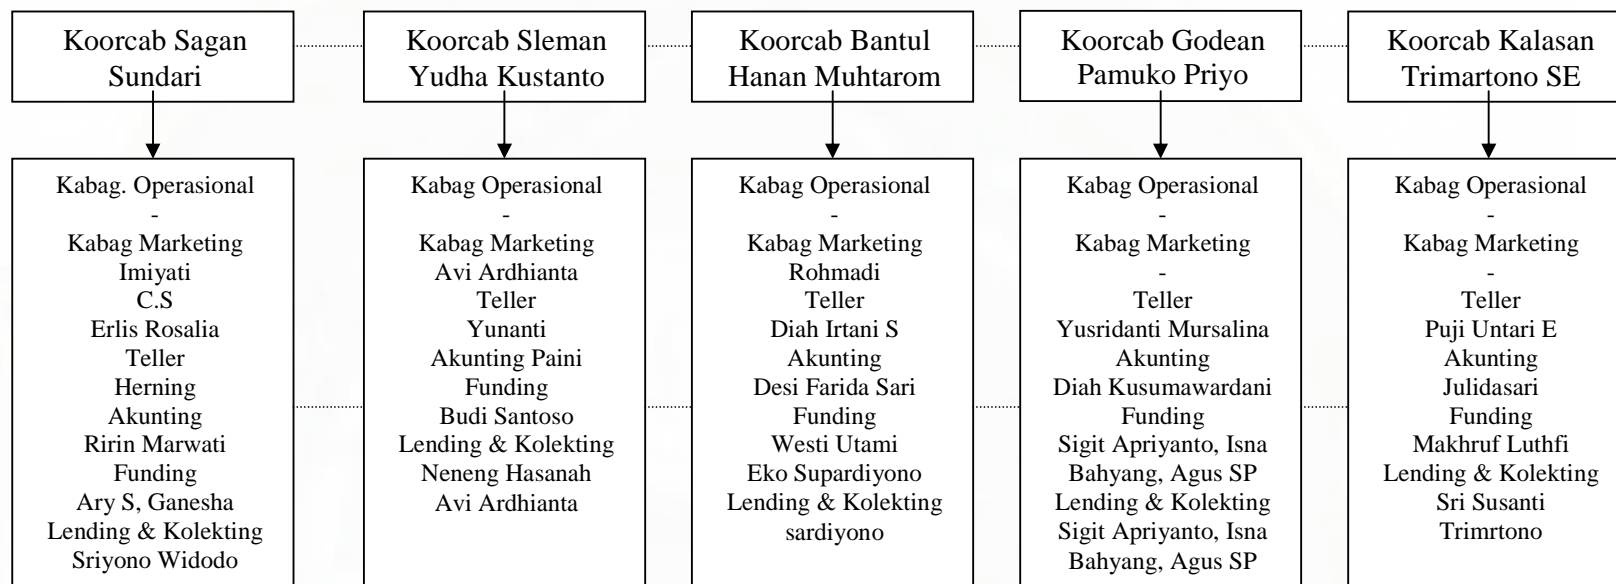 Koorcab Sagan
Sundari
Koorcab Sleman
Yudha Kustanto
Koorcab Bantul
Hanan Muhtarom
Koorcab Godean
Pamuko Priyo
Koorcab Kalasan
Trimartono SE
Kabag. Operasional
-
Kabag Marketing
Imiyati
C.S
Erlis Rosalia
Teller
Herning
Akunting
Ririn Marwati
Funding
Ary S, Ganesha
Lending & Kolekting
Sriyono Widodo
Kabag Operasional
-
Kabag Marketing
Avi Ardhianta
Teller
Yunanti
Akunting Paini
Funding
Budi Santoso
Lending & Kolekting
Neneng Hasanah
Avi Ardhianta
Kabag Operasional
-
Kabag Marketing
Rohmadi
Teller
Diah Irtani S
Akunting
Desi Farida Sari
Funding
Westi Utami
Eko Supardiyono
Lending & Kolekting
sardiyono
Kabag Operasional
-
Kabag Marketing
-
Teller
Yusridanti Mursalina
Akunting
Diah Kusumawardani
Funding
Sigit Apriyanto, Isna
Bahyang, Agus SP
Lending & Kolekting
Sigit Apriyanto, Isna
Bahyang, Agus SP
Kabag Operasional
-
Kabag Marketing
-
Teller
Puji Untari E
Akunting
Julidasari
Funding
Makhruf Luthfi
Lending & Kolekting
Sri Susanti
Trimrtono